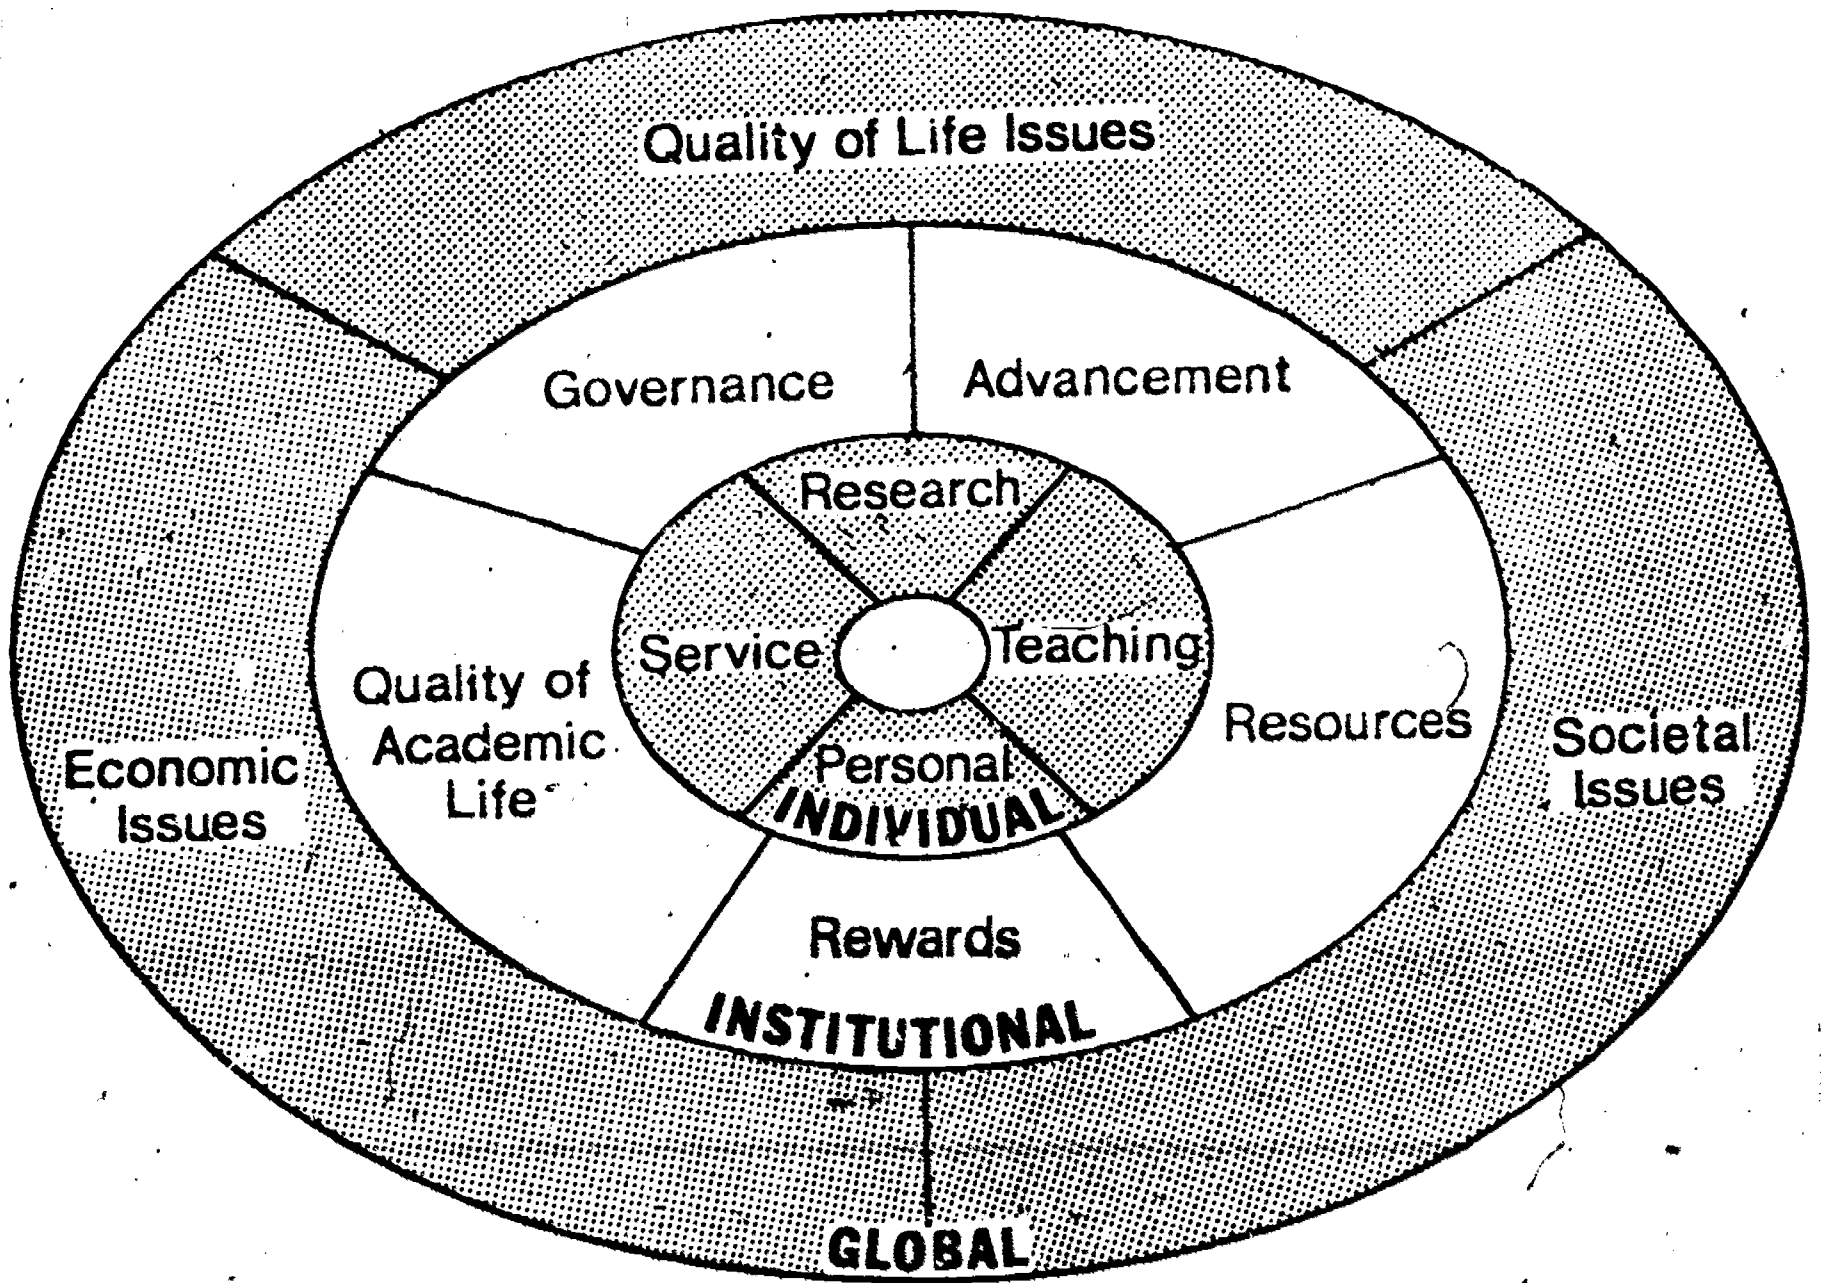 Quality of Life Issues
Governance
Advancement
Research
Service
Teaching
Quality of
Academic
Life
Resources
Economic
Issues
Societal
Issues
Personal
INDIVIDUAL
Rewards
INSTITUTIONAL
GLOBAL